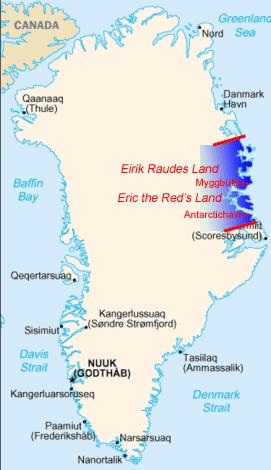 CANADA
Greenland
Sea
Nord
Qaanaaq
(Thule)
Danmark
Havn
Eirik Raudes Land
Myggbukta
Baffin
Bay
Eric the Red's Land
Antarctichavn
(Scoresbysund)
Qeqertarsuaq
Kangerlussuaq
(Søndre Strømfjord)
Sisimiut
Davis
Strait
NUUK
(GODTHÅB)
Tasiilaq
(Ammassalik)
Kangerluarsoruseq
Denmark
Strait
Paamiut
(Frederikshåb)
Narsarsuaq
Nanortalik